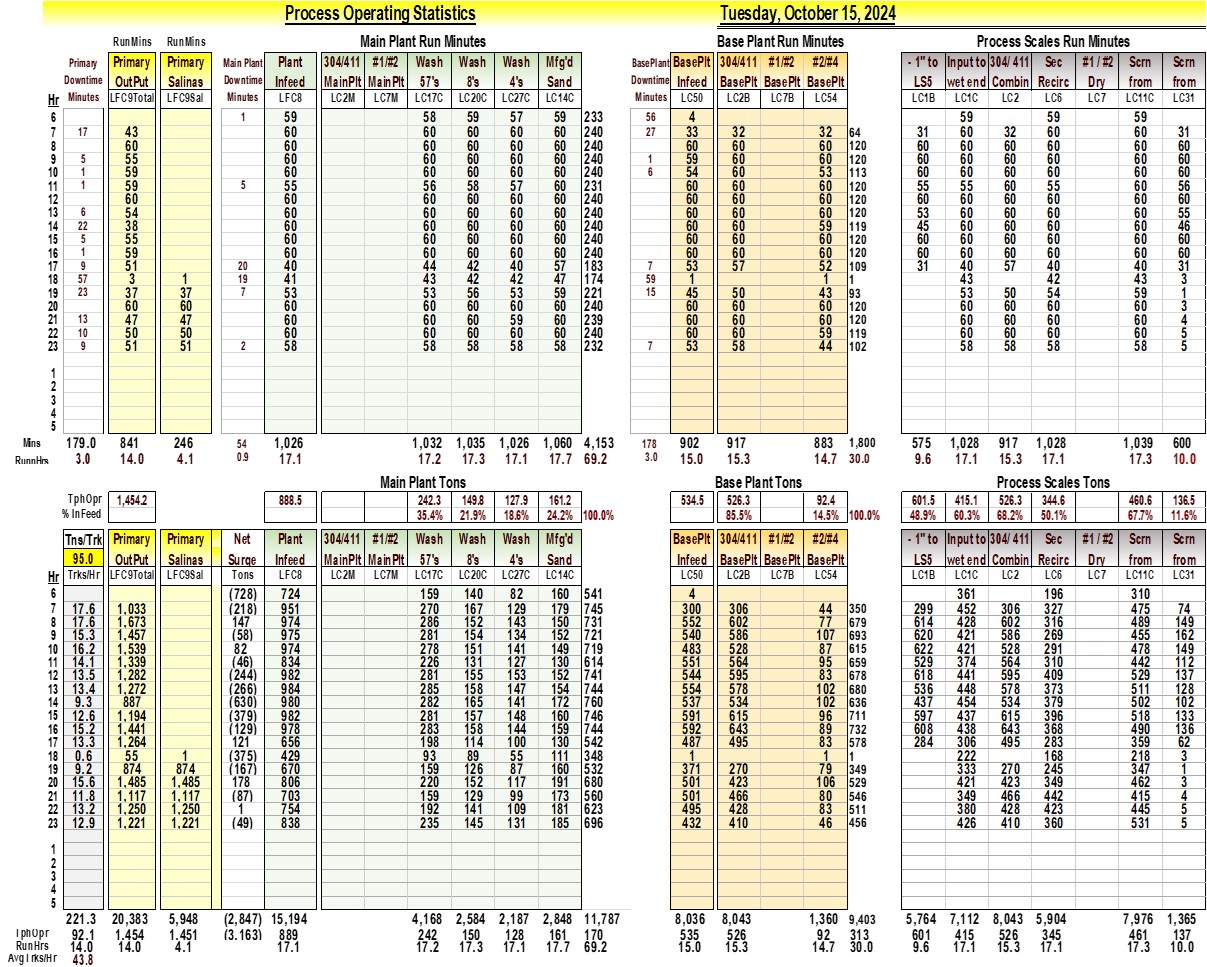 Process Operating Statistics Tuesday, October 15, 2024
RunMins RunMins Main Plant Run Minutes Base Plant Run Minutes Process Scales Run Minutes
Primary Primary Primary Main Plant Plant 304/411 #1/#2 Wash Wash Wash Mfg'd BasePlant BasePlt 304/411 #1/#2 #2/#4 - 1" to Input to 304/ 411 Sec #1 / #2 Scrn Scrn
Downtime OutPut Salinas Downtime Infeed MainPlt MainPlt 57's 8's 4's Sand Downtime Infeed BasePlt BasePlt BasePlt LS5 wet end Combin Recirc Dry from from
Hr Minutes LFC9Total LFC9Sal Minutes LFC8 LC2M LC7M LC17C LC20C LC27C LC14C Minutes LC50 LC2B LC7B LC54 LC1B LC1C LC2 LC6 LC7 LC11C LC31
6 1 59 58 59 57 59 233 56 4 59 59 59
7 17 43 60 60 60 60 60 240 27 33 32 32 64 31 60 32 60 60 31
8 60 60 60 60 60 60 240 60 60 60 120 60 60 60 60 60 60
9 5 55 60 60 60 60 60 240 1 59 60 60 120 60 60 60 60 60 60
10 1 59 60 60 60 60 60 240 6 54 60 53 113 60 60 60 60 60 60
11 1 59 5 55 56 58 57 60 231 60 60 60 120 55 55 60 55 60 56
12 60 60 60 60 60 60 240 60 60 60 120 60 60 60 60 60 60
13 6 54 60 60 60 60 60 240 60 60 60 120 53 60 60 60 60 55
14 22 38 60 60 60 60 60 240 60 60 59 119 45 60 60 60 60 46
15 5 55 60 60 60 60 60 240 60 60 60 120 60 60 60 60 60 60
16 1 59 60 60 60 60 60 240 60 60 60 120 60 60 60 60 60 60
17 9 51 20 40 44 42 40 57 183 7 53 57 52 109 31 40 57 40 40 31
18 57 3 1 19 41 43 42 42 47 174 59 1 1 1 43 42 43 3
19 23 37 37 7 53 53 56 53 59 221 15 45 50 43 93 53 50 54 59 1
20 60 60 60 60 60 60 60 240 60 60 60 120 60 60 60 60 3
21 13 47 47 60 60 60 59 60 239 60 60 60 120 60 60 60 60 4
22 10 50 50 60 60 60 60 60 240 60 60 59 119 60 60 60 60 5
23 9 51 51 2 58 58 58 58 58 232 7 53 58 44 102 58 58 58 58 5
1
2
3
4
5
Mins 179.0 841 246 54 1,026 1,032 1,035 1,026 1,060 4,153 178 902 917 883 1,800 575 1,028 917 1,028 1,039 600
RunnHrs 3.0 14.0 4.1 0.9 17.1 17.2 17.3 17.1 17.7 69.2 3.0 15.0 15.3 14.7 30.0 9.6 17.1 15.3 17.1 17.3 10.0
Main Plant Tons Base Plant Tons Process Scales Tons
TphOpr 1,454.2 888.5 242.3 149.8 127.9 161.2 534.5 526.3 92.4 601.5 415.1 526.3 344.6 460.6 136.5
% InFeed 35.4% 21.9% 18.6% 24.2% 100.0% 85.5% 14.5% 100.0% 48.9% 60.3% 68.2% 50.1% 67.7% 11.6%
Tns/Trk Primary Primary Net Plant 304/411 #1/#2 Wash Wash Wash Mfg'd BasePlt 304/411 #1/#2 #2/#4 - 1" to Input to 304/ 411 Sec #1 / #2 Scrn Scrn
95.0 OutPut Salinas Surge Infeed MainPlt MainPlt 57's 8's 4's Sand Infeed BasePlt BasePlt BasePlt LS5 wet end Combin Recirc Dry from from
Hr Trks/Hr LFC9Total LFC9Sal Tons LFC8 LC2M LC7M LC17C LC20C LC27C LC14C LC50 LC2B LC7B LC54 LC1B LC1C LC2 LC6 LC7 LC11C LC31
6 (728) 724 159 140 82 160 541 4 361 196 310
7 17.6 1,033 (218) 951 270 167 129 179 745 300 306 44 350 299 452 306 327 475 74
8 17.6 1,673 147 974 286 152 143 150 731 552 602 77 679 614 428 602 316 489 149
9 15.3 1,457 (58) 975 281 154 134 152 721 540 586 107 693 620 421 586 269 455 162
10 16.2 1,539 82 974 278 151 141 149 719 483 528 87 615 622 421 528 291 478 149
11 14.1 1,339 (46) 834 226 131 127 130 614 551 564 95 659 529 374 564 310 442 112
12 13.5 1,282 (244) 982 281 155 153 152 741 544 595 83 678 618 441 595 409 529 137
13 13.4 1,272 (266) 984 285 158 147 154 744 554 578 102 680 536 448 578 373 511 128
14 9.3 887 (630) 980 282 165 141 172 760 537 534 102 636 437 454 534 379 502 102
15 12.6 1,194 (379) 982 281 157 148 160 746 591 615 96 711 597 437 615 396 518 133
16 15.2 1,441 (129) 978 283 158 144 159 744 592 643 89 732 608 438 643 368 490 136
17 13.3 1,264 121 656 198 114 100 130 542 487 495 83 578 284 306 495 283 359 62
18 0.6 55 1 (375) 429 93 89 55 111 348 1 1 1 222 168 218 3
19 9.2 874 874 (167) 670 159 126 87 160 532 371 270 79 349 333 270 245 347 1
20 15.6 1,485 1,485 178 806 220 152 117 191 680 501 423 106 529 421 423 349 462 3
21 11.8 1,117 1,117 (87) 703 159 129 99 173 560 501 466 80 546 349 466 442 415 4
22 13.2 1,250 1,250 1 754 192 141 109 181 623 495 428 83 511 380 428 423 445 5
23 12.9 1,221 1,221 (49) 838 235 145 131 185 696 432 410 46 456 426 410 360 531 5
1
2
3
4
5
221.3 20,383 5,948 (2,847) 15,194 4,168 2,584 2,187 2,848 11,787 8,036 8,043 1,360 9,403 5,764 7,112 8,043 5,904 7,976 1,365
TphOpr 92.1 1,454 1,451 (3,163) 889 242 150 128 161 170 535 526 92 313 601 415 526 345 461 137
RunHrs 14.0 14.0 4.1 17.1 17.2 17.3 17.1 17.7 69.2 15.0 15.3 14.7 30.0 9.6 17.1 15.3 17.1 17.3 10.0
AvgTrks/Hr 43.8